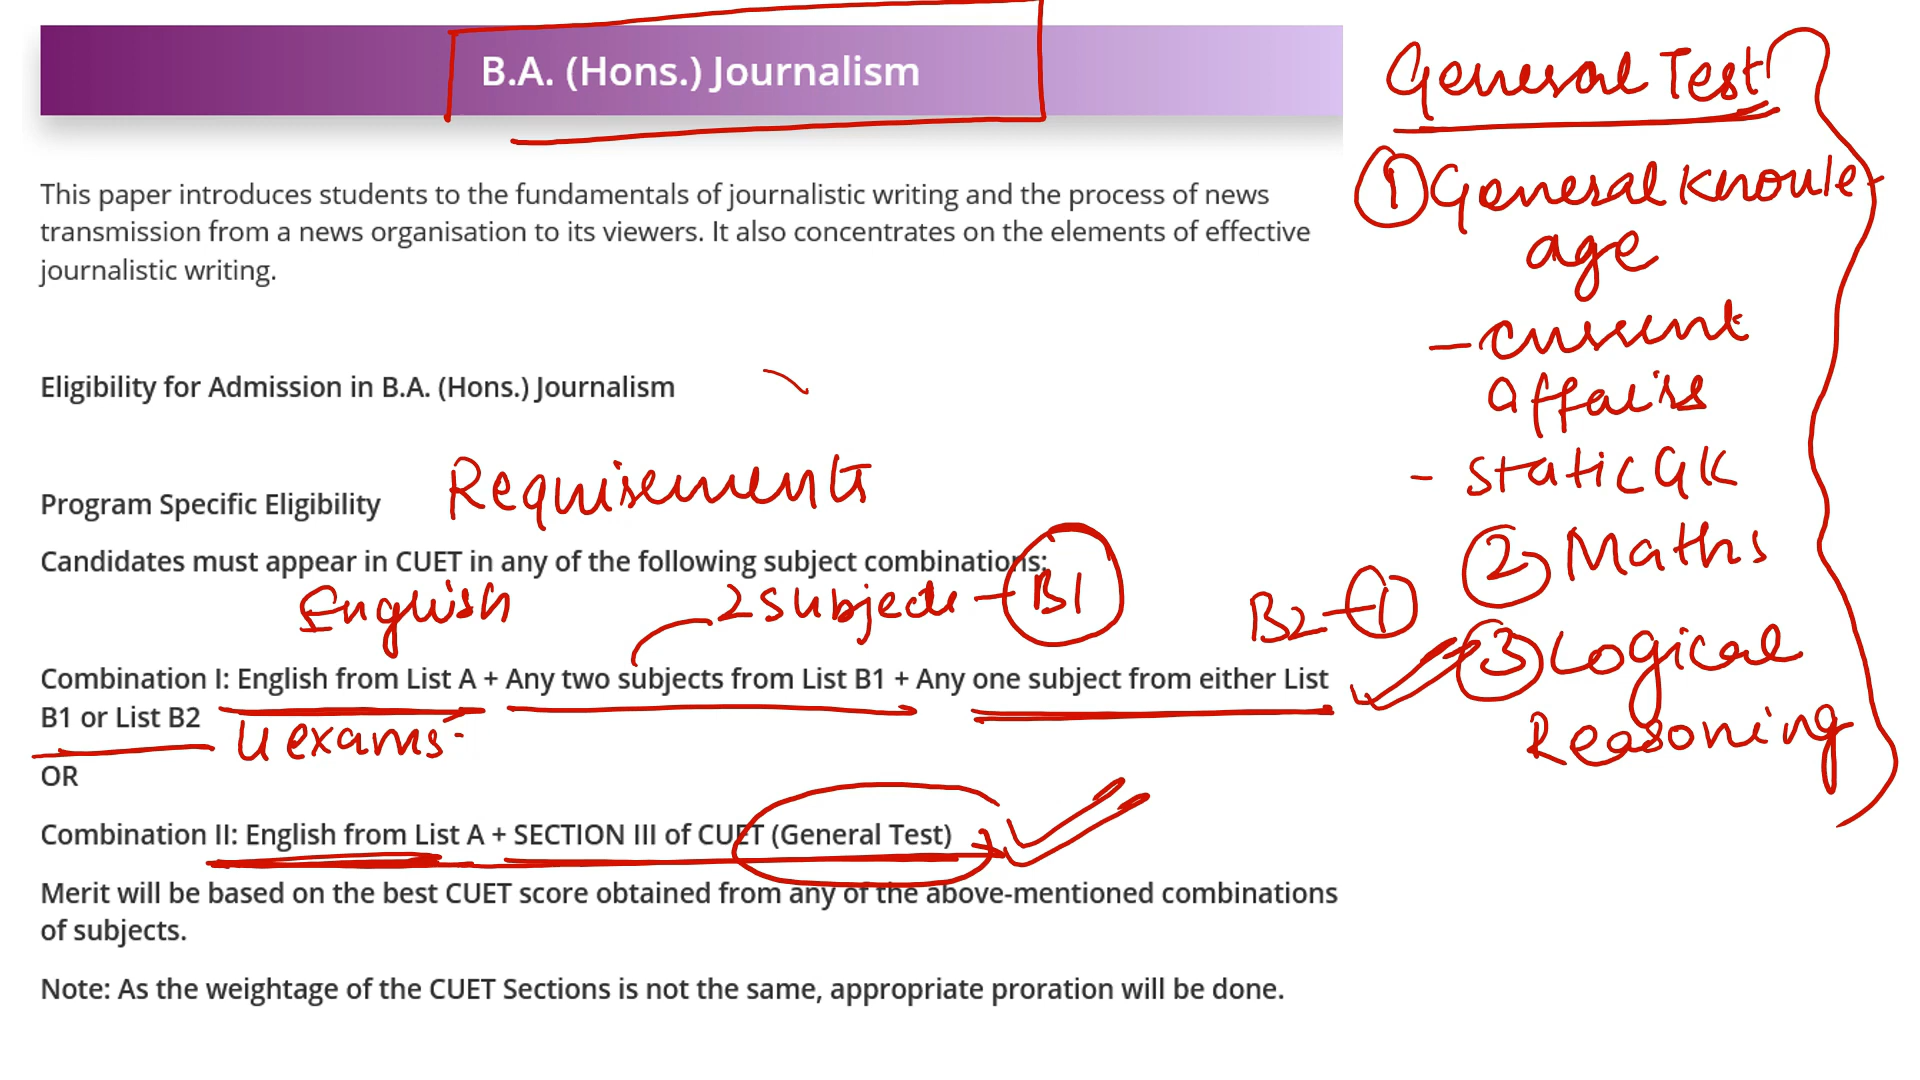 B.A. (Hons.) Journalism
This paper introduces students to the fundamentals of journalistic writing and the process of news
transmission from a news organisation to its viewers. It also concentrates on the elements of effective
journalistic writing.
Eligibility for Admission in B.A. (Hons.) Journalism
Requirements
Program Specific Eligibility
Candidates must appear in CUET in any of the following subject combinations:
English 2 Subjects - B1 B2 - 1
Combination I: English from List A + Any two subjects from List B1 + Any one subject from either List
B1 or List B2
4 exams
OR
Combination II: English from List A + SECTION III of CUET (General Test)
Merit will be based on the best CUET score obtained from any of the above-mentioned combinations
of subjects.
Note: As the weightage of the CUET Sections is not the same, appropriate proration will be done.
General Test
1 General Knowle-
age
- current
affairs
- static GK
2 Maths
3 Logical
Reasoning